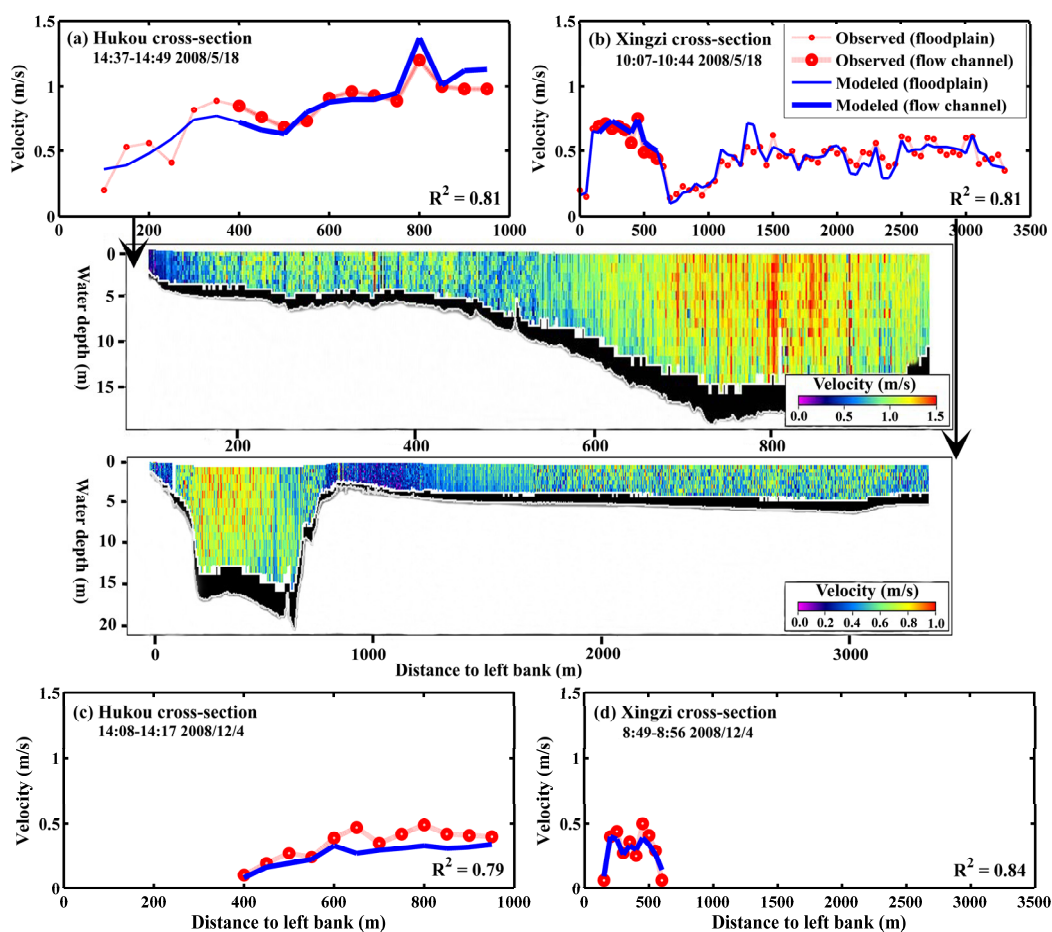 (a) Hukou cross-section
14:37-14:49 2008/5/18
Velocity (m/s)
1.5
1
0.5
0
R² = 0.81
0 200 400 600 800 1000
(b) Xingzi cross-section
10:07-10:44 2008/5/18
Observed (floodplain)
Observed (flow channel)
Modeled (floodplain)
Modeled (flow channel)
Velocity (m/s)
1.5
1
0.5
0
R² = 0.81
0 500 1000 1500 2000 2500 3000 3500
Water depth (m)
0
5
10
15
Velocity (m/s)
0.0 0.5 1.0 1.5
200 400 600 800
Water depth (m)
0
5
10
15
20
Velocity (m/s)
0.0 0.2 0.4 0.6 0.8 1.0
0 1000 2000 3000
Distance to left bank (m)
(c) Hukou cross-section
14:08-14:17 2008/12/4
Velocity (m/s)
1.5
1
0.5
0
R² = 0.79
0 200 400 600 800 1000
Distance to left bank (m)
(d) Xingzi cross-section
8:49-8:56 2008/12/4
Velocity (m/s)
1.5
1
0.5
0
R² = 0.84
0 500 1000 1500 2000 2500 3000 3500
Distance to left bank (m)